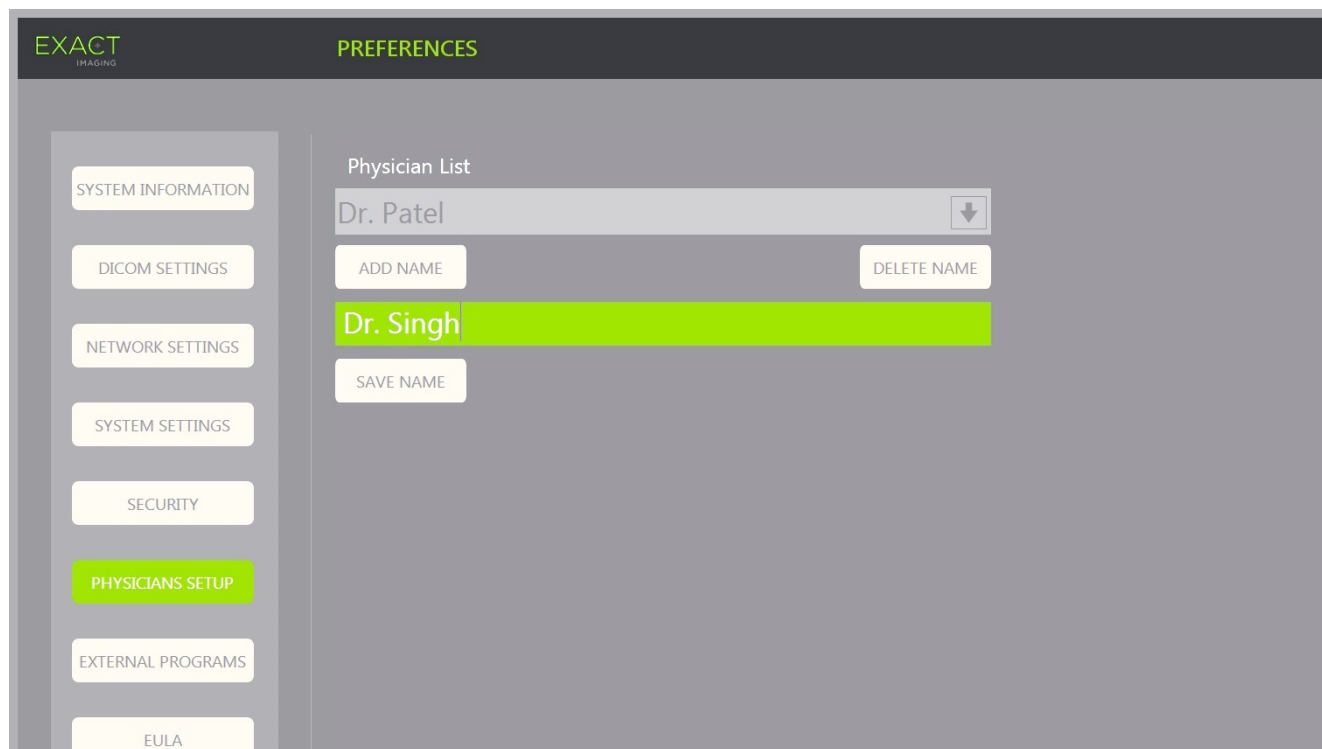 EXACT
IMAGING
PREFERENCES
SYSTEM INFORMATION
DICOM SETTINGS
NETWORK SETTINGS
SYSTEM SETTINGS
SECURITY
PHYSICIANS SETUP
EXTERNAL PROGRAMS
EULA
Physician List
Dr. Patel
ADD NAME DELETE NAME
Dr. Singh
SAVE NAME